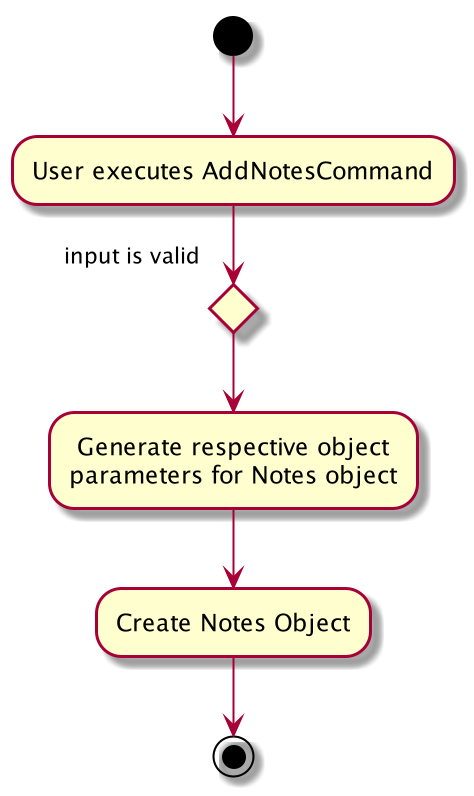 User executes AddNotesCommand
input is valid
Generate respective object
parameters for Notes object
Create Notes Object